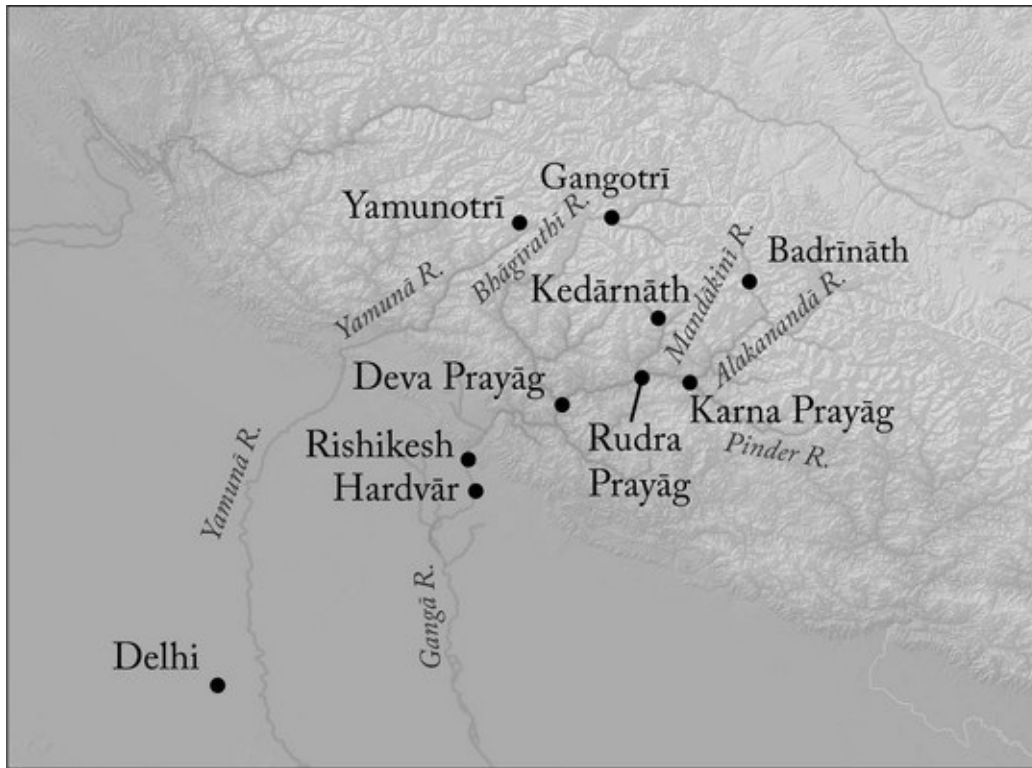 Gangotrī
Yamunotrī
Bhāgirathī R.
Badrīnāth
Kedārnāth
Mandākinī R.
Yamunā R.
Alakanandā R.
Deva Prayāg
Karna Prayāg
Rudra
Prayāg
Pinder R.
Rishikesh
Hardvār
Yamunā R.
Gangā R.
Delhi